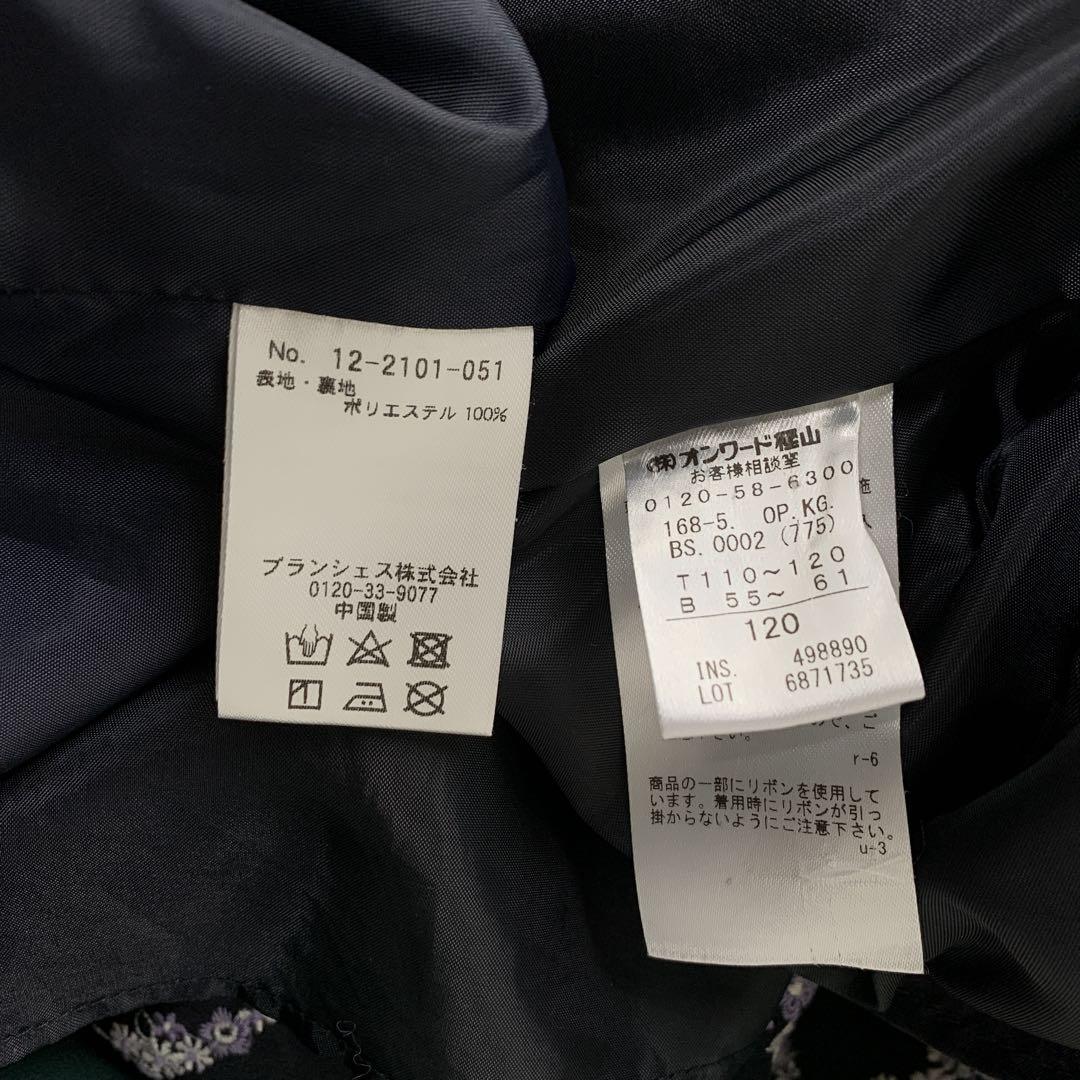 No. 12-2101-051
表地・裏地
ポリエステル 100%
ブランシェス株式会社
0120-33-9077
中国製
(株)オンワード樫山
お客様相談室
0120-58-6300
168-5. OP.KG.
BS.0002 (775)
T 110～120
B 55～ 61
120
INS. 498890
LOT 6871735
r-6
商品の一部にリボンを使用して
います。着用時にリボンが引っ
掛からないようにご注意下さい。
u-3